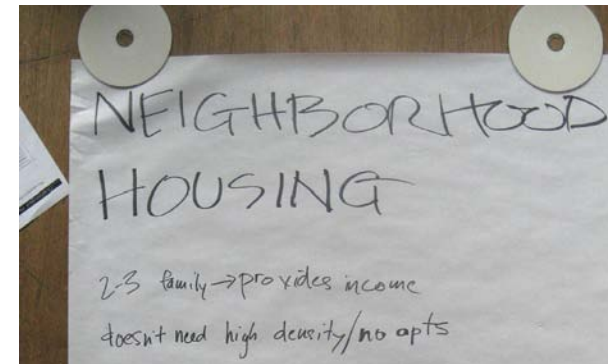 NEIGHBORHOOD
HOUSING
2-3 family → provides income
doesn't need high density/no apts